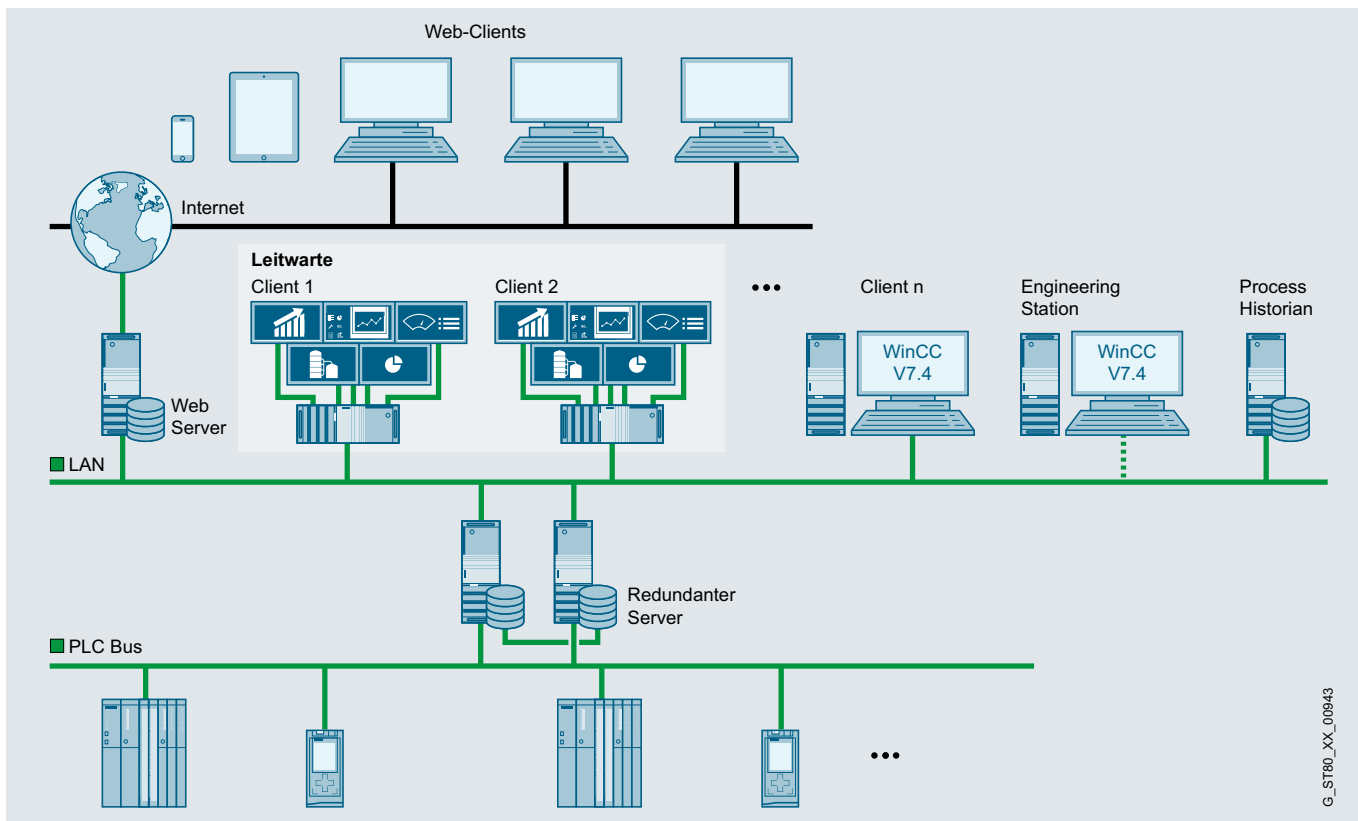 Web-Clients
Internet
Leitwarte
Client 1
Client 2
•••
Client n
Engineering
Station
Process
Historian
WinCC
V7.4
WinCC
V7.4
Web
Server
LAN
Redundanter
Server
PLC Bus
•••
G_ST80_XX_00943